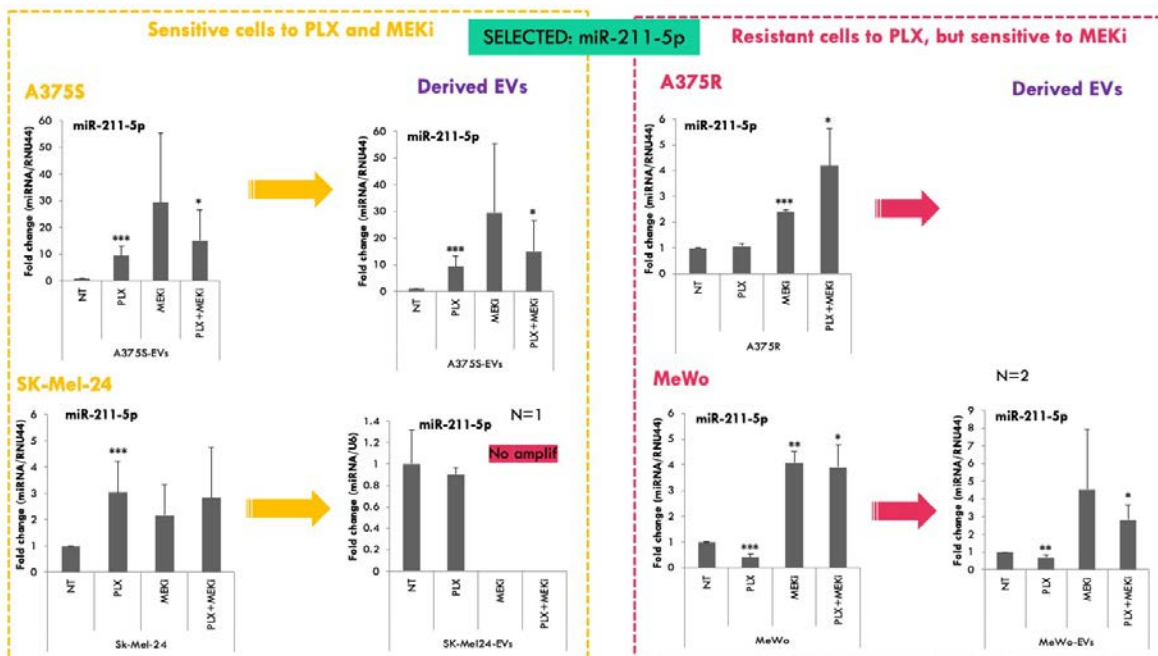 Sensitive cells to PLX and MEKi
SELECTED: miR-211-5p
Resistant cells to PLX, but sensitive to MEKi
A375S
Derived EVs
miR-211-5p
Fold change (miRNA/RNU44)
60
50
40
30
20
10
0
***
*
NT
PLX
MEKi
PLX+MEKi
A375S-EVs
miR-211-5p
Fold change (miRNA/RNU44)
60
50
40
30
20
10
0
***
*
NT
PLX
MEKi
PLX+MEKi
A375S-EVs
A375R
Derived EVs
miR-211-5p
Fold change (miRNA/RNU44)
6
5
4
3
2
1
0
***
*
NT
PLX
MEKi
PLX+MEKi
A375R
SK-Mel-24
miR-211-5p
Fold change (miRNA/RNU44)
6
5
4
3
2
1
0
***
NT
PLX
MEKi
PLX+MEKi
Sk-Mel-24
N=1
miR-211-5p
No amplif
Fold change (miRNA/U6)
1.4
1.2
1
0.8
0.6
0.4
0.2
0
NT
PLX
MEKi
PLX+MEKi
SK-Mel24-EVs
MeWo
miR-211-5p
Fold change (miRNA/RNU44)
6
5
4
3
2
1
0
***
**
*
NT
PLX
MEKi
PLX+MEKi
MeWo
N=2
miR-211-5p
Fold change (miRNA/RNU44)
9
8
7
6
5
4
3
2
1
0
**
*
NT
PLX
MEKi
PLX+MEKi
MeWo-EVs